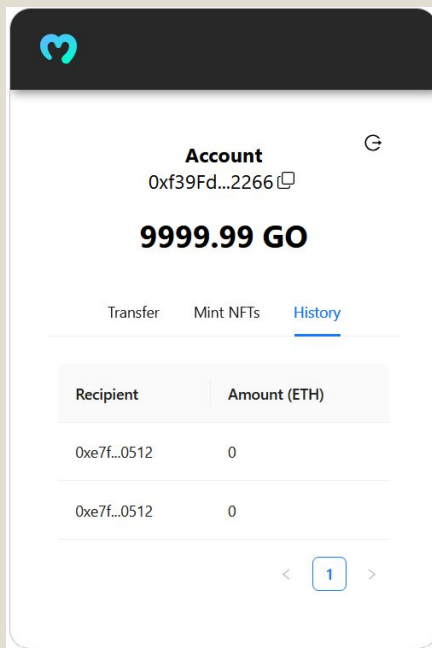 Account
0xf39Fd...2266
9999.99 GO
Transfer Mint NFTs History
Recipient Amount (ETH)
0xe7f...0512 0
0xe7f...0512 0
< 1 >